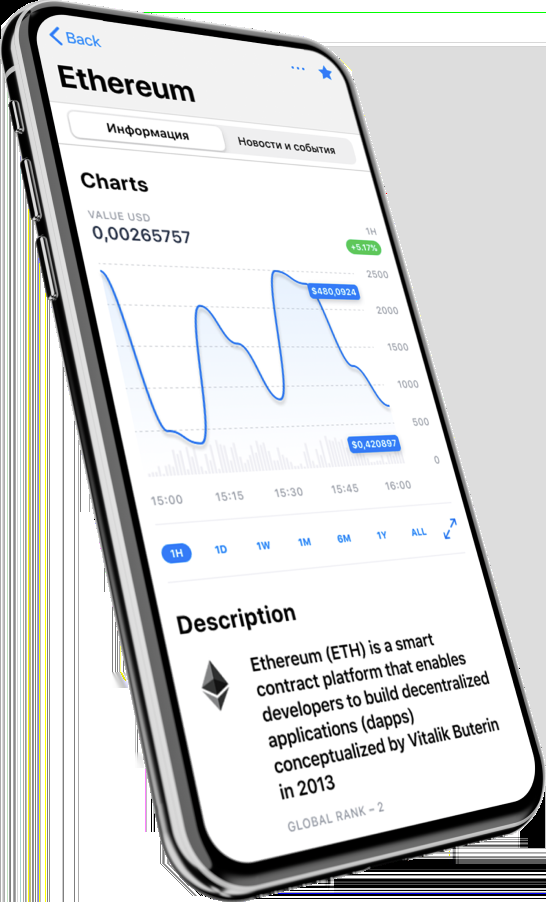 Back
...
Ethereum
Информация
Новости и события
Charts
VALUE USD
0,00265757
1H
+5.17%
2500
$480,0924
2000
1500
1000
500
$0,420897
0
15:00 15:15 15:30 15:45 16:00
1H 1D 1W 1M 6M 1Y ALL
Description
Ethereum (ETH) is a smart
contract platform that enables
developers to build decentralized
applications (dapps)
conceptualized by Vitalik Buterin
in 2013
GLOBAL RANK – 2